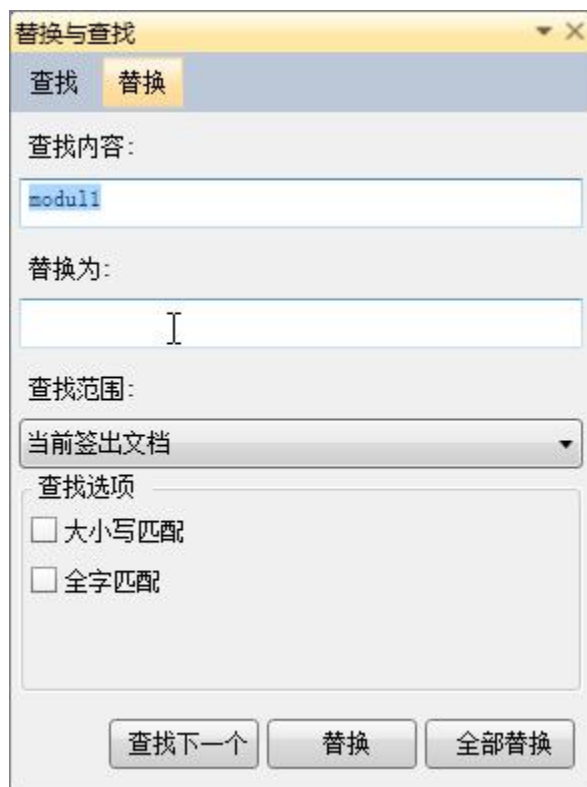 替换与查找
查找 替换
查找内容:
modul1
替换为:
查找范围:
当前签出文档
查找选项
大小写匹配
全字匹配
查找下一个 替换 全部替换